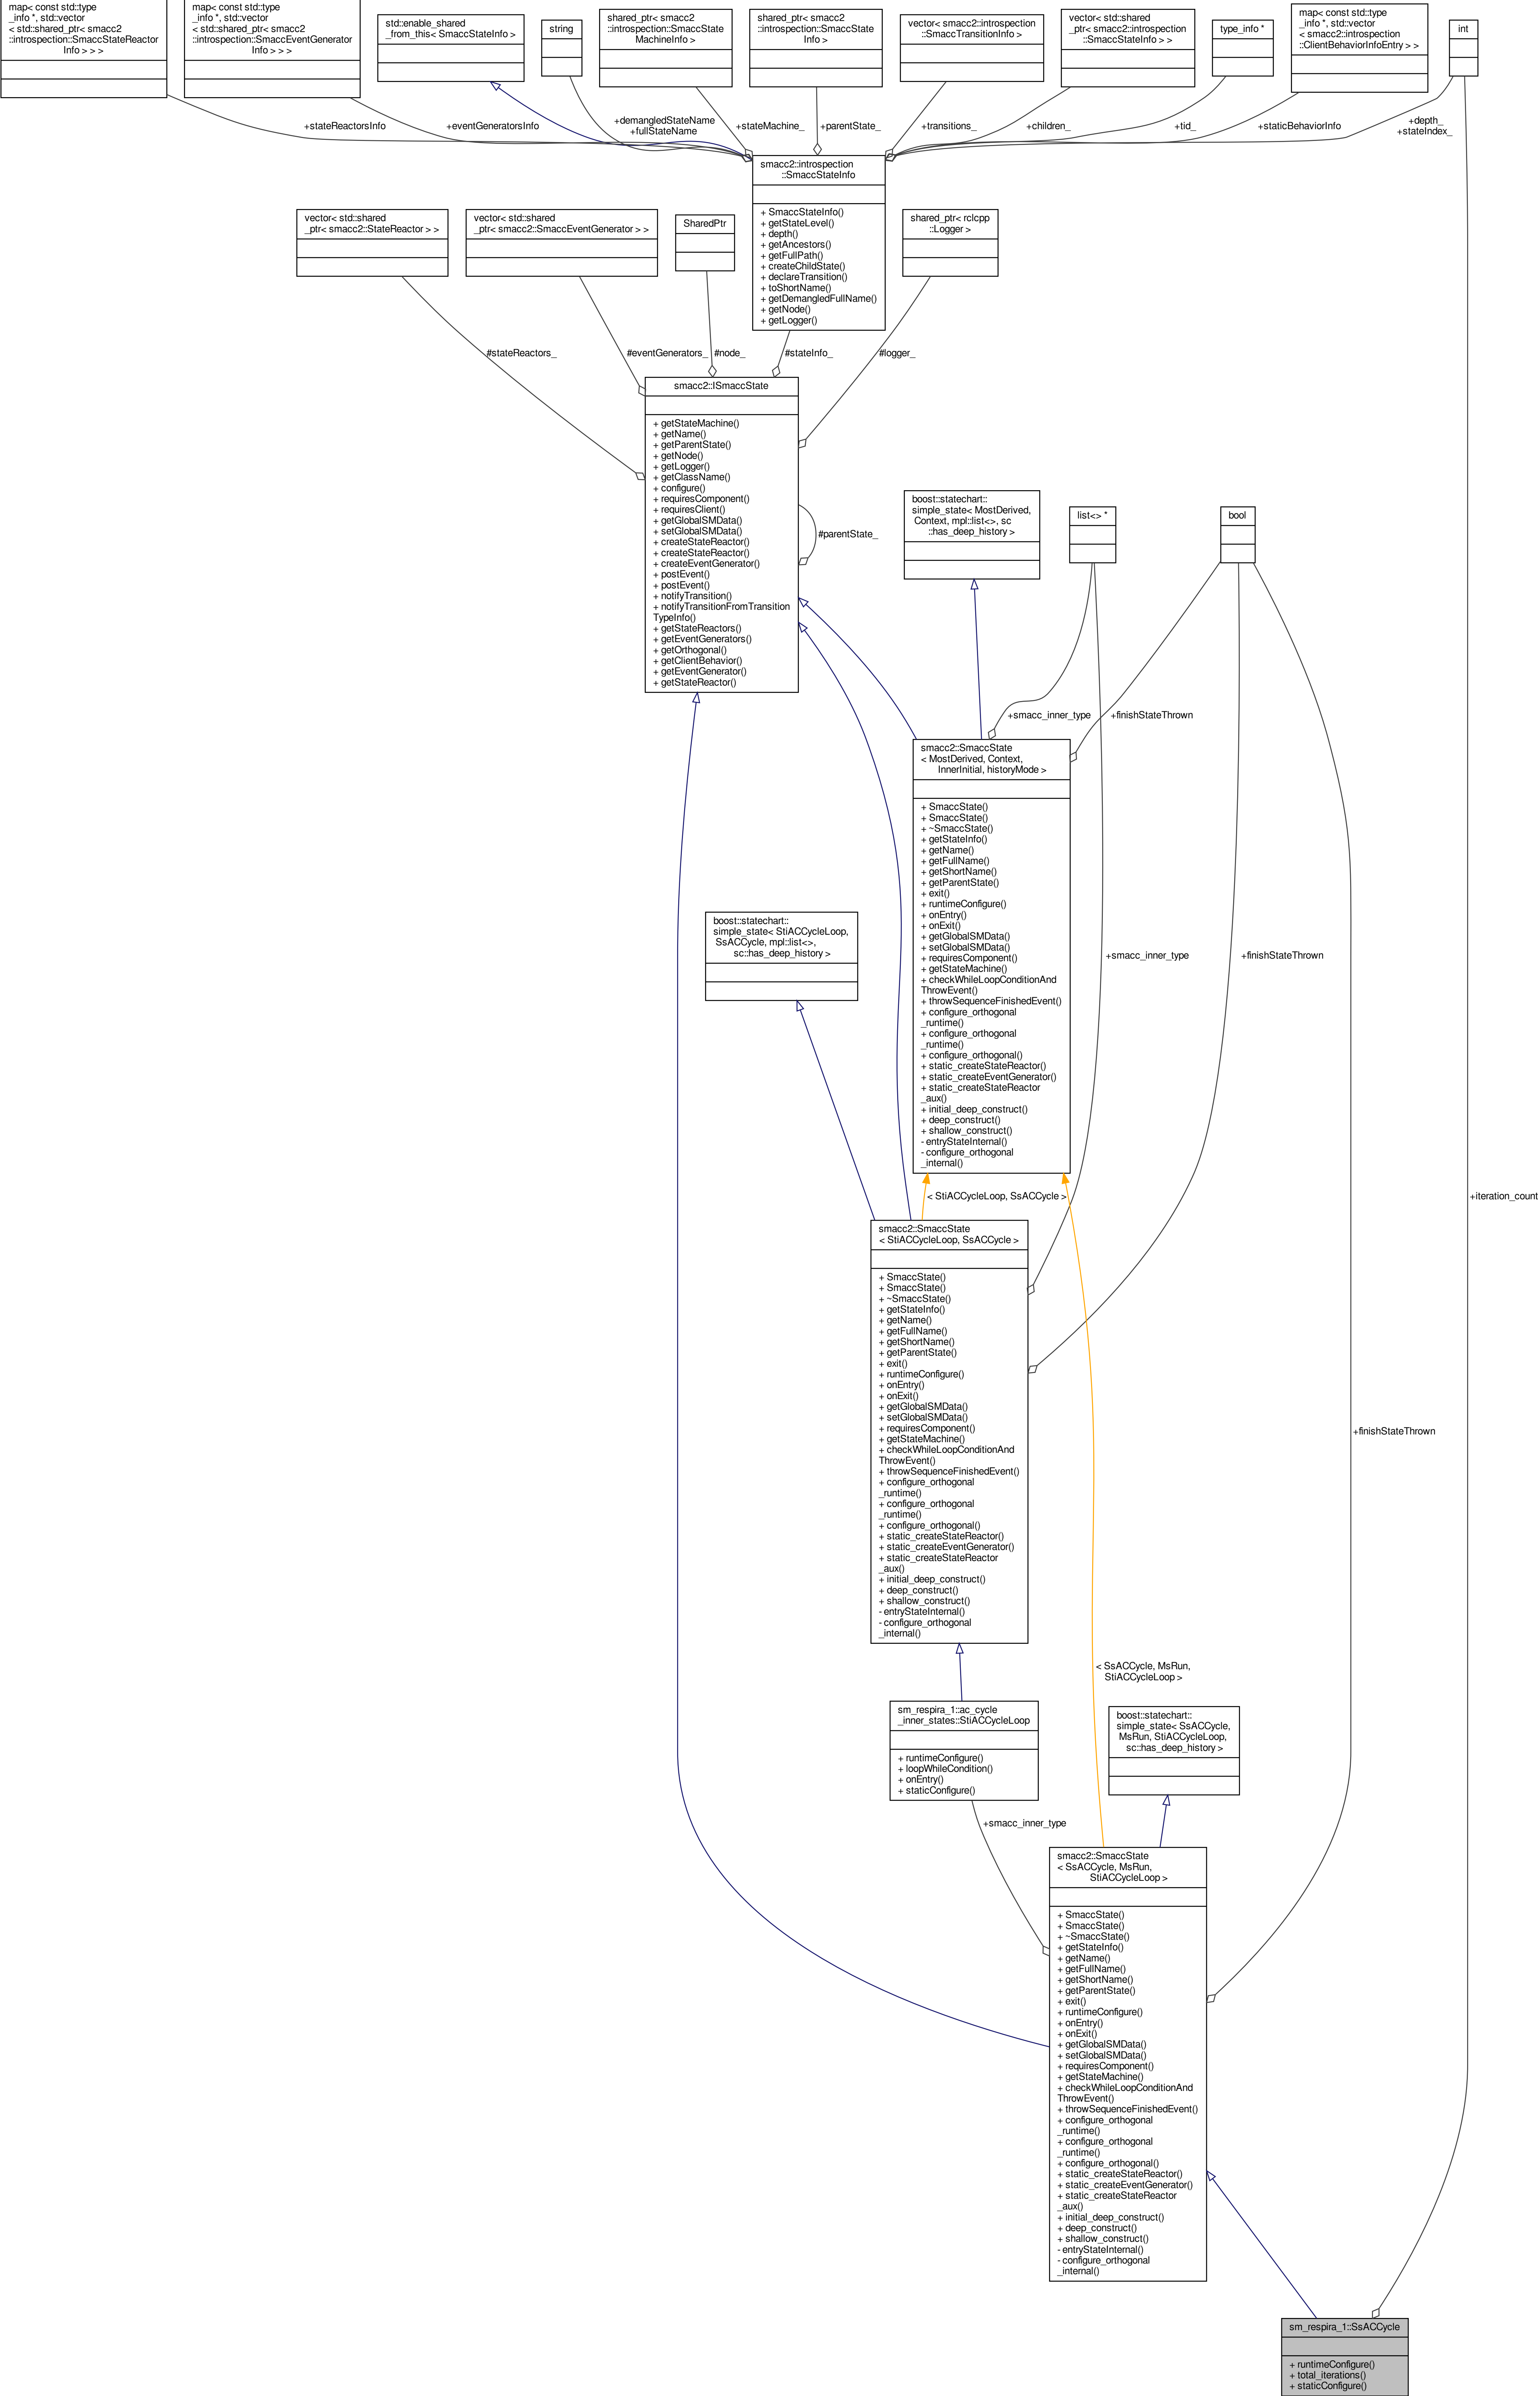 map< const std::type
_info *, std::vector
< std::shared_ptr< smacc2
::introspection::SmaccStateReactor
Info > > >
map< const std::type
_info *, std::vector
< std::shared_ptr< smacc2
::introspection::SmaccEventGenerator
Info > > >
std::enable_shared
_from_this< SmaccStateInfo >
string
shared_ptr< smacc2
::introspection::SmaccState
MachineInfo >
shared_ptr< smacc2
::introspection::SmaccState
Info >
vector< smacc2::introspection
::SmaccTransitionInfo >
vector< std::shared
_ptr< smacc2::introspection
::SmaccStateInfo > >
type_info *
map< const std::type
_info *, std::vector
< smacc2::introspection
::ClientBehaviorInfoEntry > >
int
+stateReactorsInfo
+eventGeneratorsInfo
+demangledStateName
+fullStateName
+stateMachine_
+parentState_
+transitions_
+children_
+tid_
+staticBehaviorInfo
+depth_
+stateIndex_
smacc2::introspection
::SmaccStateInfo
+ SmaccStateInfo()
+ getStateLevel()
+ depth()
+ getAncestors()
+ getFullPath()
+ createChildState()
+ declareTransition()
+ toShortName()
+ getDemangledFullName()
+ getNode()
+ getLogger()
vector< std::shared
_ptr< smacc2::StateReactor > >
vector< std::shared
_ptr< smacc2::SmaccEventGenerator > >
SharedPtr
shared_ptr< rclcpp
::Logger >
#stateReactors_
#eventGenerators_
#node_
#stateInfo_
#logger_
smacc2::ISmaccState
+ getStateMachine()
+ getName()
+ getParentState()
+ getNode()
+ getLogger()
+ getClassName()
+ configure()
+ requiresComponent()
+ requiresClient()
+ getGlobalSMData()
+ setGlobalSMData()
+ createStateReactor()
+ createStateReactor()
+ createEventGenerator()
+ postEvent()
+ postEvent()
+ notifyTransition()
+ notifyTransitionFromTransition
TypeInfo()
+ getStateReactors()
+ getEventGenerators()
+ getOrthogonal()
+ getClientBehavior()
+ getEventGenerator()
+ getStateReactor()
#parentState_
boost::statechart::
simple_state< MostDerived,
Context, mpl::list<>, sc
::has_deep_history >
list<> *
bool
+smacc_inner_type
+finishStateThrown
smacc2::SmaccState
< MostDerived, Context,
InnerInitial, historyMode >
+ SmaccState()
+ SmaccState()
+ ~SmaccState()
+ getStateInfo()
+ getName()
+ getFullName()
+ getShortName()
+ getParentState()
+ exit()
+ runtimeConfigure()
+ onEntry()
+ onExit()
+ getGlobalSMData()
+ setGlobalSMData()
+ requiresComponent()
+ getStateMachine()
+ checkWhileLoopConditionAnd
ThrowEvent()
+ throwSequenceFinishedEvent()
+ configure_orthogonal
_runtime()
+ configure_orthogonal
_runtime()
+ configure_orthogonal()
+ static_createStateReactor()
+ static_createEventGenerator()
+ static_createStateReactor
_aux()
+ initial_deep_construct()
+ deep_construct()
+ shallow_construct()
- entryStateInternal()
- configure_orthogonal
_internal()
boost::statechart::
simple_state< StiACCycleLoop,
SsACCycle, mpl::list<>,
sc::has_deep_history >
+smacc_inner_type
+finishStateThrown
< StiACCycleLoop, SsACCycle >
+iteration_count
smacc2::SmaccState
< StiACCycleLoop, SsACCycle >
+ SmaccState()
+ SmaccState()
+ ~SmaccState()
+ getStateInfo()
+ getName()
+ getFullName()
+ getShortName()
+ getParentState()
+ exit()
+ runtimeConfigure()
+ onEntry()
+ onExit()
+ getGlobalSMData()
+ setGlobalSMData()
+ requiresComponent()
+ getStateMachine()
+ checkWhileLoopConditionAnd
ThrowEvent()
+ throwSequenceFinishedEvent()
+ configure_orthogonal
_runtime()
+ configure_orthogonal
_runtime()
+ configure_orthogonal()
+ static_createStateReactor()
+ static_createEventGenerator()
+ static_createStateReactor
_aux()
+ initial_deep_construct()
+ deep_construct()
+ shallow_construct()
- entryStateInternal()
- configure_orthogonal
_internal()
+finishStateThrown
< SsACCycle, MsRun,
StiACCycleLoop >
sm_respira_1::ac_cycle
_inner_states::StiACCycleLoop
+ runtimeConfigure()
+ loopWhileCondition()
+ onEntry()
+ staticConfigure()
boost::statechart::
simple_state< SsACCycle,
MsRun, StiACCycleLoop,
sc::has_deep_history >
+smacc_inner_type
smacc2::SmaccState
< SsACCycle, MsRun,
StiACCycleLoop >
+ SmaccState()
+ SmaccState()
+ ~SmaccState()
+ getStateInfo()
+ getName()
+ getFullName()
+ getShortName()
+ getParentState()
+ exit()
+ runtimeConfigure()
+ onEntry()
+ onExit()
+ getGlobalSMData()
+ setGlobalSMData()
+ requiresComponent()
+ getStateMachine()
+ checkWhileLoopConditionAnd
ThrowEvent()
+ throwSequenceFinishedEvent()
+ configure_orthogonal
_runtime()
+ configure_orthogonal
_runtime()
+ configure_orthogonal()
+ static_createStateReactor()
+ static_createEventGenerator()
+ static_createStateReactor
_aux()
+ initial_deep_construct()
+ deep_construct()
+ shallow_construct()
- entryStateInternal()
- configure_orthogonal
_internal()
sm_respira_1::SsACCycle
+ runtimeConfigure()
+ total_iterations()
+ staticConfigure()